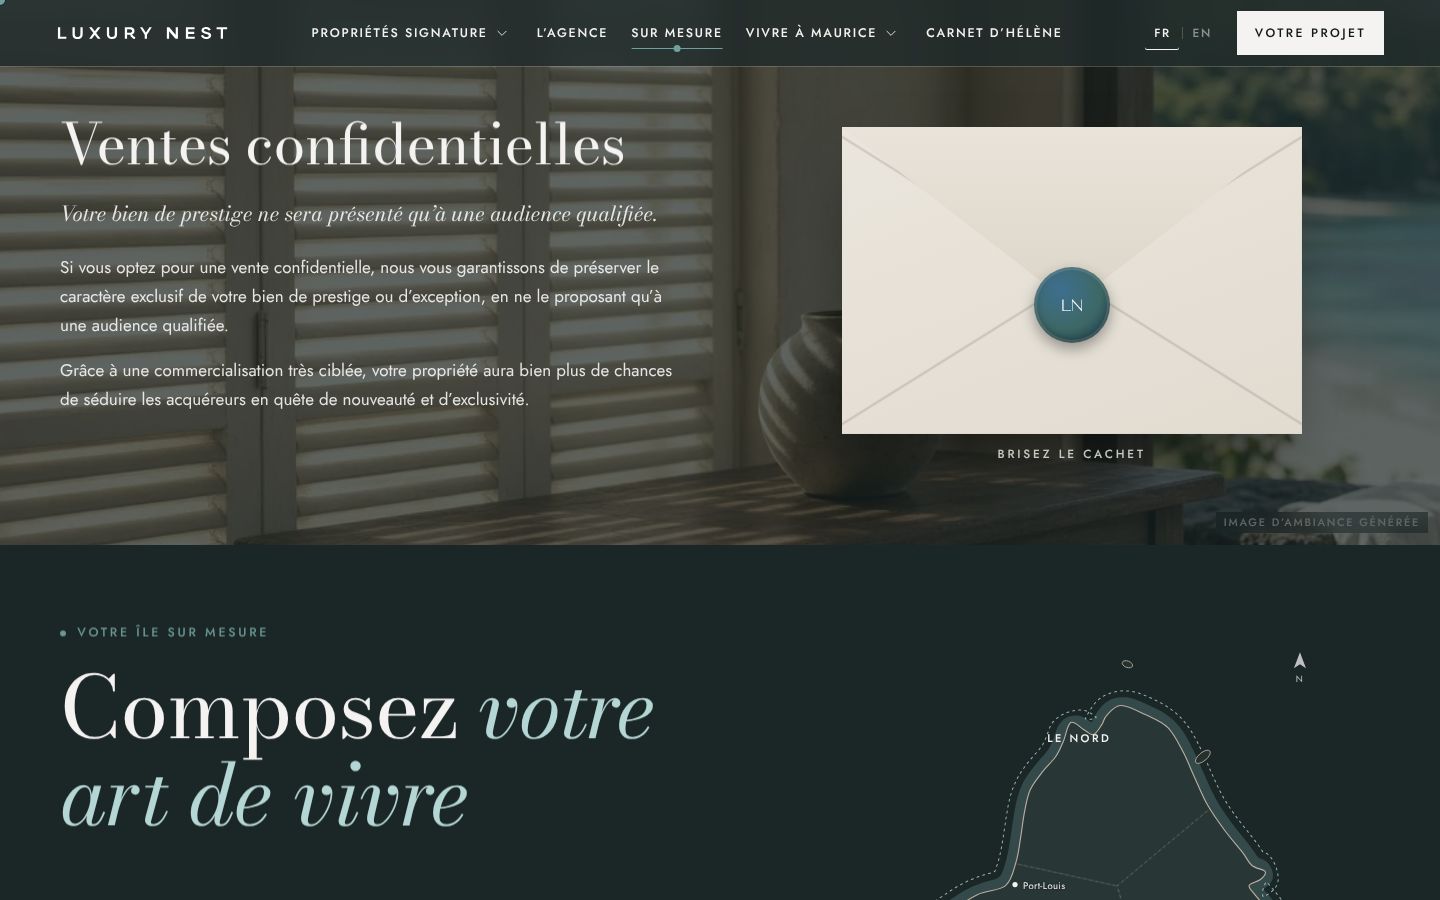 LUXURY NEST
PROPRIÉTÉS SIGNATURE
L’AGENCE
SUR MESURE
VIVRE À MAURICE
CARNET D’HÉLÈNE
FR
EN
VOTRE PROJET
Ventes confidentielles
Votre bien de prestige ne sera présenté qu’à une audience qualifiée.
Si vous optez pour une vente confidentielle, nous vous garantissons de préserver le
caractère exclusif de votre bien de prestige ou d’exception, en ne le proposant qu’à
une audience qualifiée.
Grâce à une commercialisation très ciblée, votre propriété aura bien plus de chances
de séduire les acquéreurs en quête de nouveauté et d’exclusivité.
LN
BRISEZ LE CACHET
IMAGE D’AMBIANCE GÉNÉRÉE
VOTRE ÎLE SUR MESURE
Composez votre
art de vivre
N
LE NORD
Port-Louis